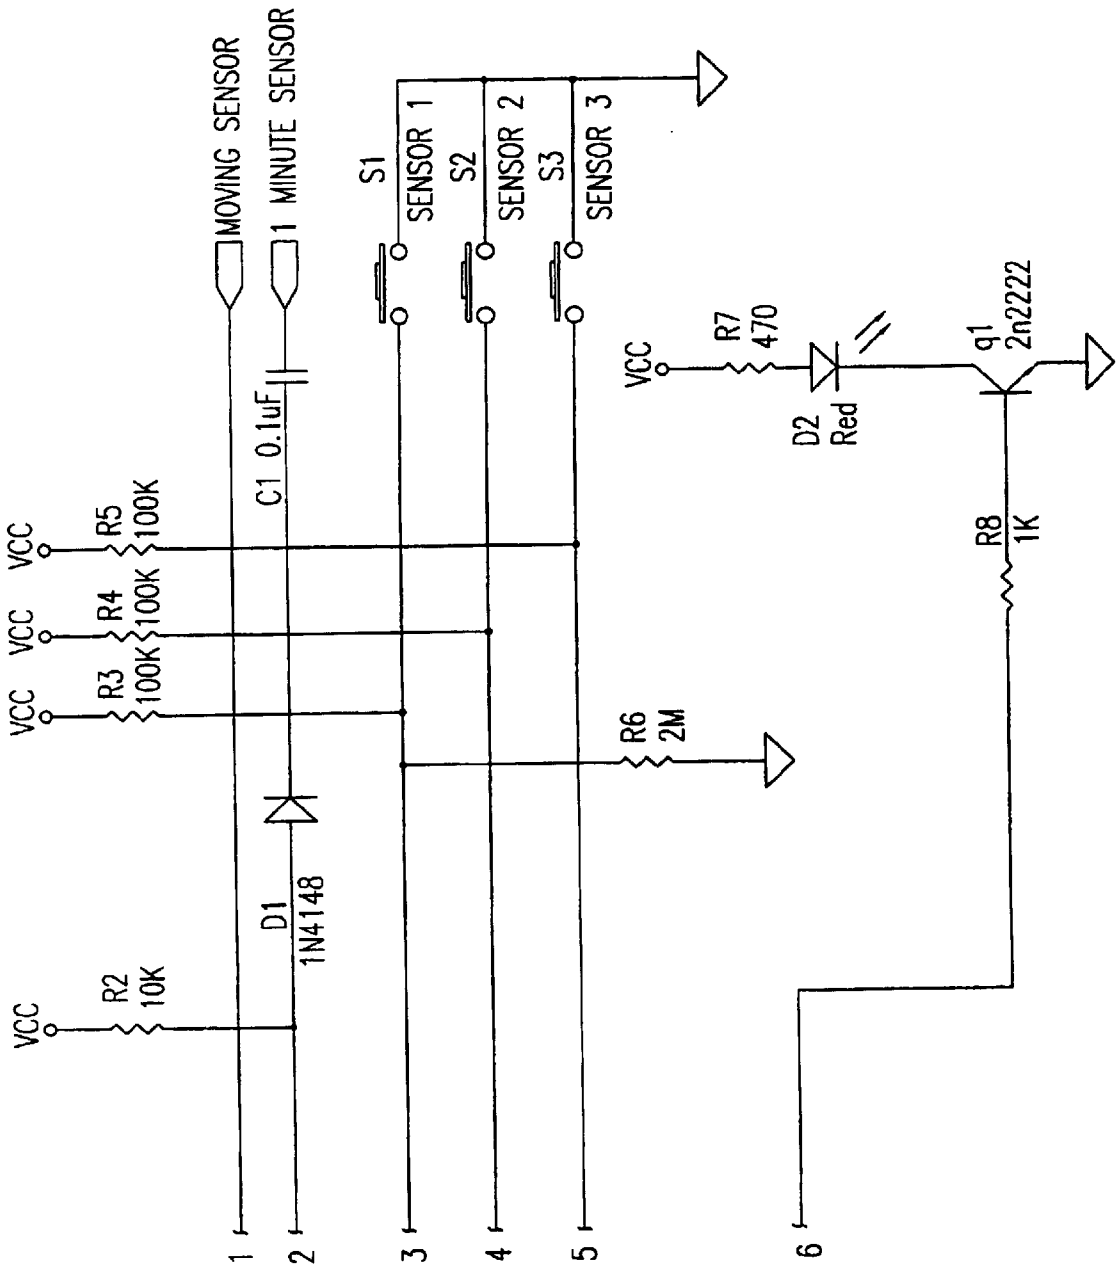 MOVING SENSOR
1 MINUTE SENSOR
S1
SENSOR 1
S2
SENSOR 2
S3
SENSOR 3
C1 0.1uF
VCC
R5
100K
VCC
R4
100K
VCC
R3
100K
VCC
R2
10K
D1
1N4148
R6
2M
VCC
R7
470
D2
Red
q1
2n2222
R8
1K
1
2
3
4
5
6